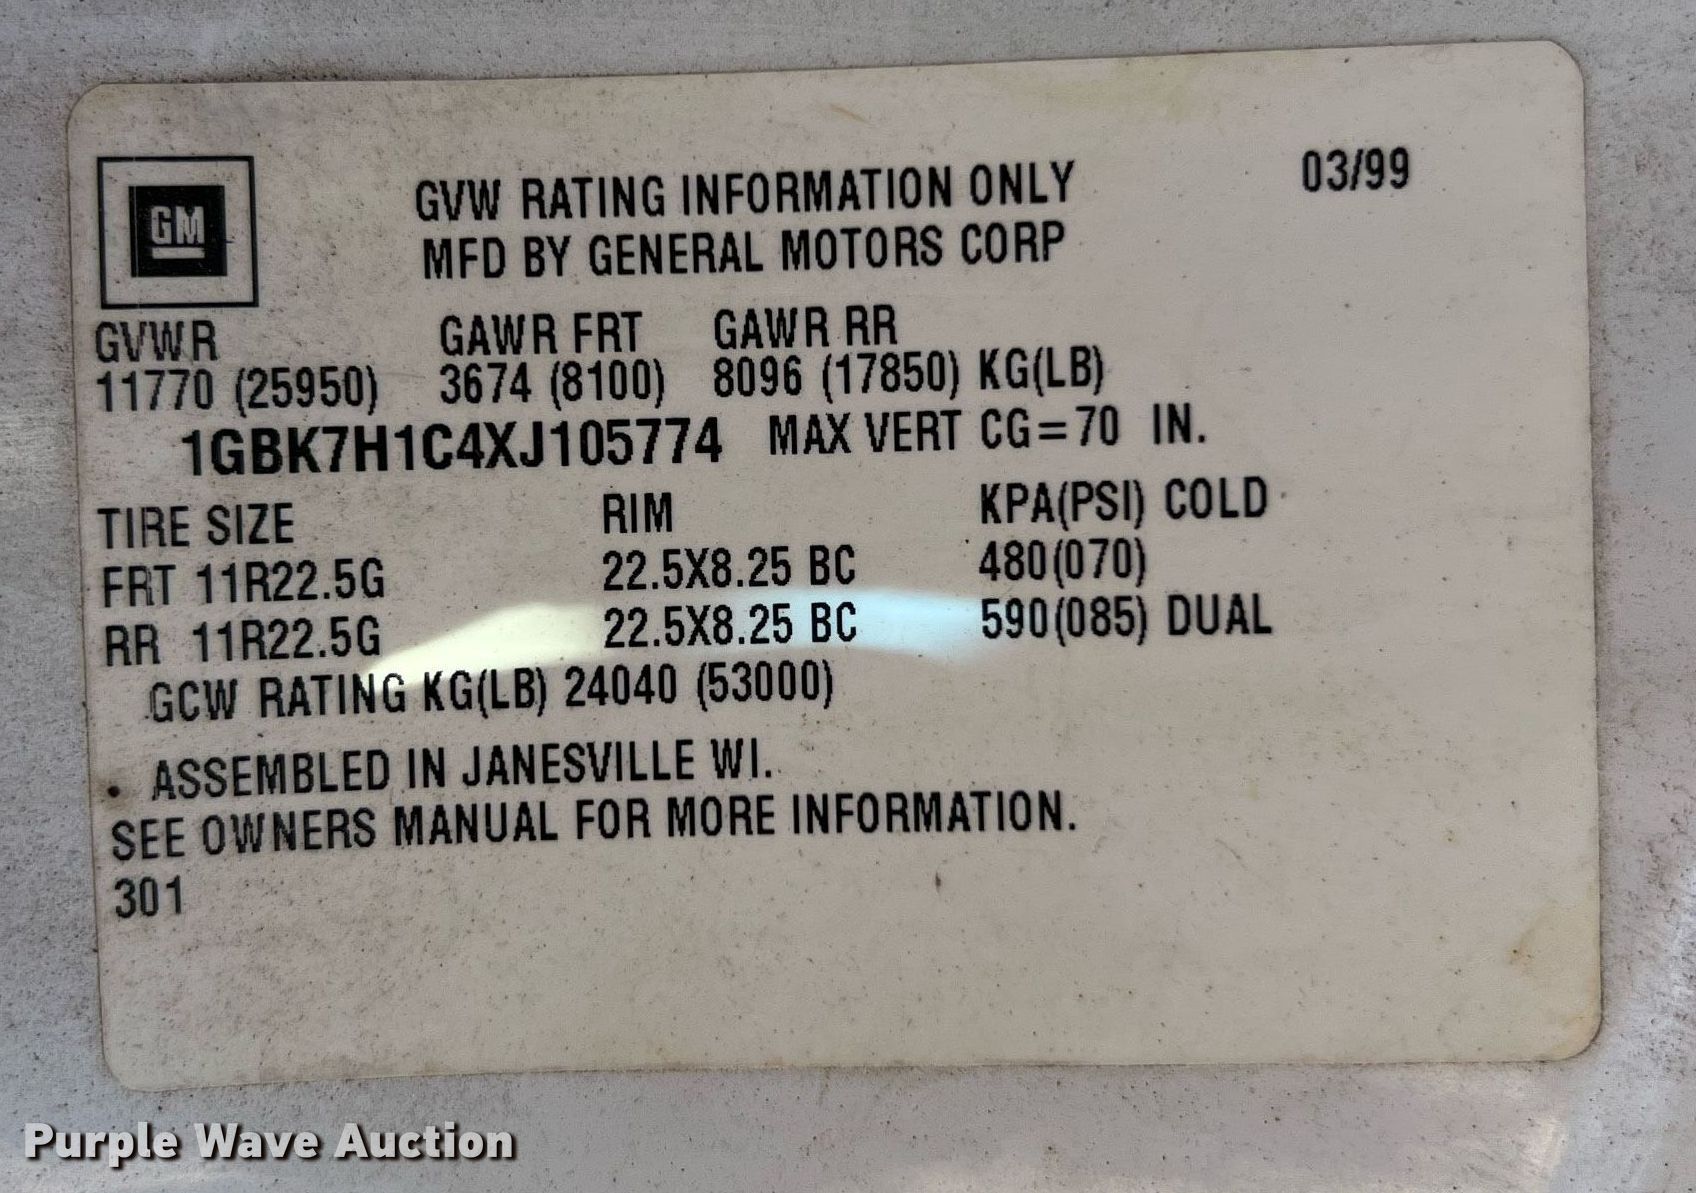 GM
GVW RATING INFORMATION ONLY 03/99
MFD BY GENERAL MOTORS CORP
GVWR GAWR FRT GAWR RR
11770 (25950) 3674 (8100) 8096 (17850) KG(LB)
1GBK7H1C4XJ105774 MAX VERT CG=70 IN.
TIRE SIZE RIM KPA(PSI) COLD
FRT 11R22.5G 22.5X8.25 BC 480(070)
RR 11R22.5G 22.5X8.25 BC 590(085) DUAL
GCW RATING KG(LB) 24040 (53000)
ASSEMBLED IN JANESVILLE WI.
SEE OWNERS MANUAL FOR MORE INFORMATION.
301
Purple Wave Auction